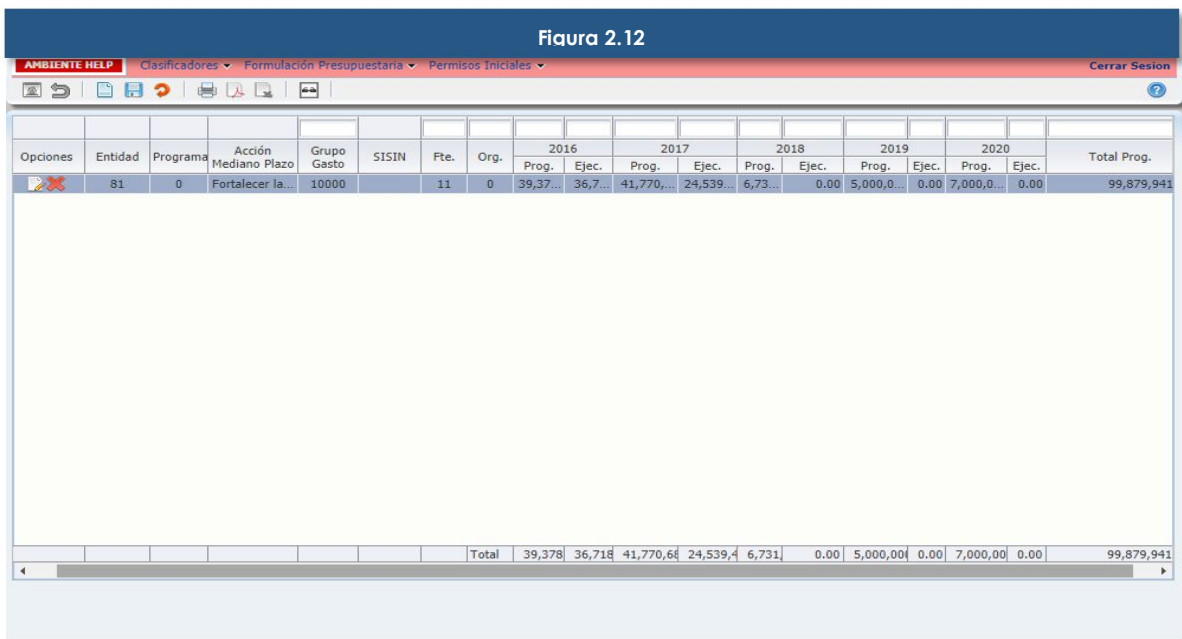 Figura 2.12
AMBIENTE HELP Clasificadores Formulación Presupuestaria Permisos Iniciales Cerrar Sesion
Opciones Entidad Programa Acción Mediano Plazo Grupo Gasto SISIN Fte. Org. 2016 2017 2018 2019 2020 Total Prog.
Prog. Ejec. Prog. Ejec. Prog. Ejec. Prog. Ejec. Prog. Ejec.
81 0 Fortalecer la... 10000 11 0 39,37... 36,7... 41,770,... 24,539... 6,73... 0.00 5,000,0... 0.00 7,000,0... 0.00 99,879,941
Total 39,378 36,718 41,770,68 24,539,4 6,731, 0.00 5,000,00 0.00 7,000,00 0.00 99,879,941